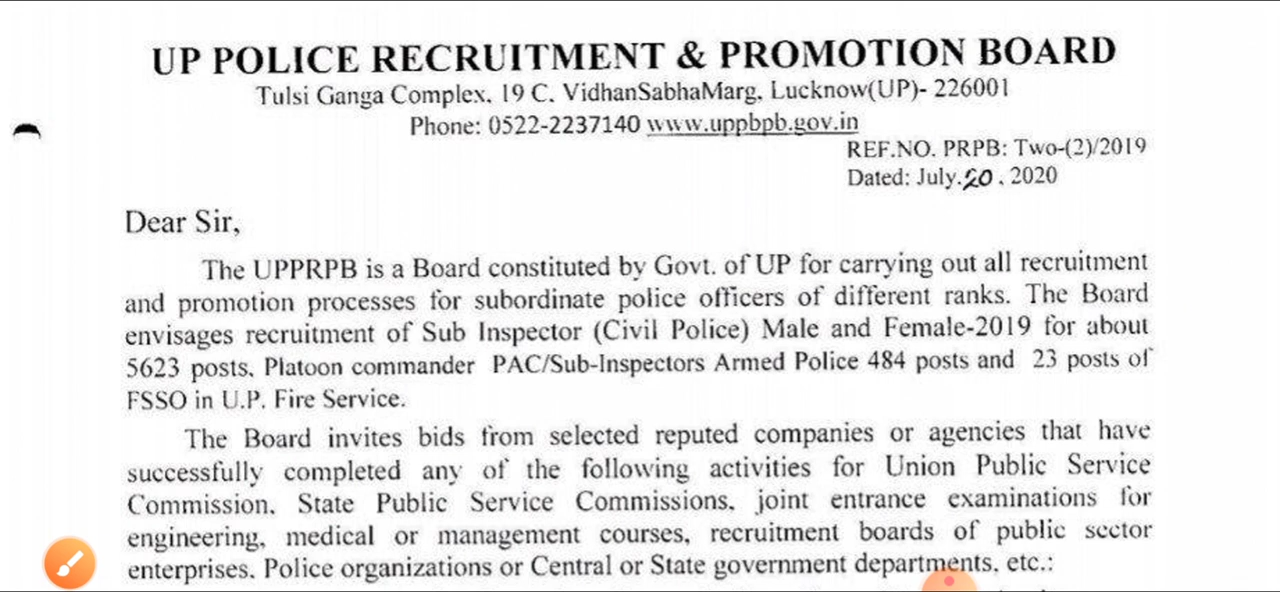 UP POLICE RECRUITMENT & PROMOTION BOARD
Tulsi Ganga Complex, 19 C, VidhanSabhaMarg, Lucknow(UP)- 226001
Phone: 0522-2237140 www.uppbpb.gov.in
REF.NO. PRPB: Two-(2)/2019
Dated: July.20, 2020
Dear Sir,
The UPPRPB is a Board constituted by Govt. of UP for carrying out all recruitment
and promotion processes for subordinate police officers of different ranks. The Board
envisages recruitment of Sub Inspector (Civil Police) Male and Female-2019 for about
5623 posts, Platoon commander PAC/Sub-Inspectors Armed Police 484 posts and 23 posts of
FSSO in U.P. Fire Service.
The Board invites bids from selected reputed companies or agencies that have
successfully completed any of the following activities for Union Public Service
Commission, State Public Service Commissions, joint entrance examinations for
engineering, medical or management courses, recruitment boards of public sector
enterprises, Police organizations or Central or State government departments, etc.: